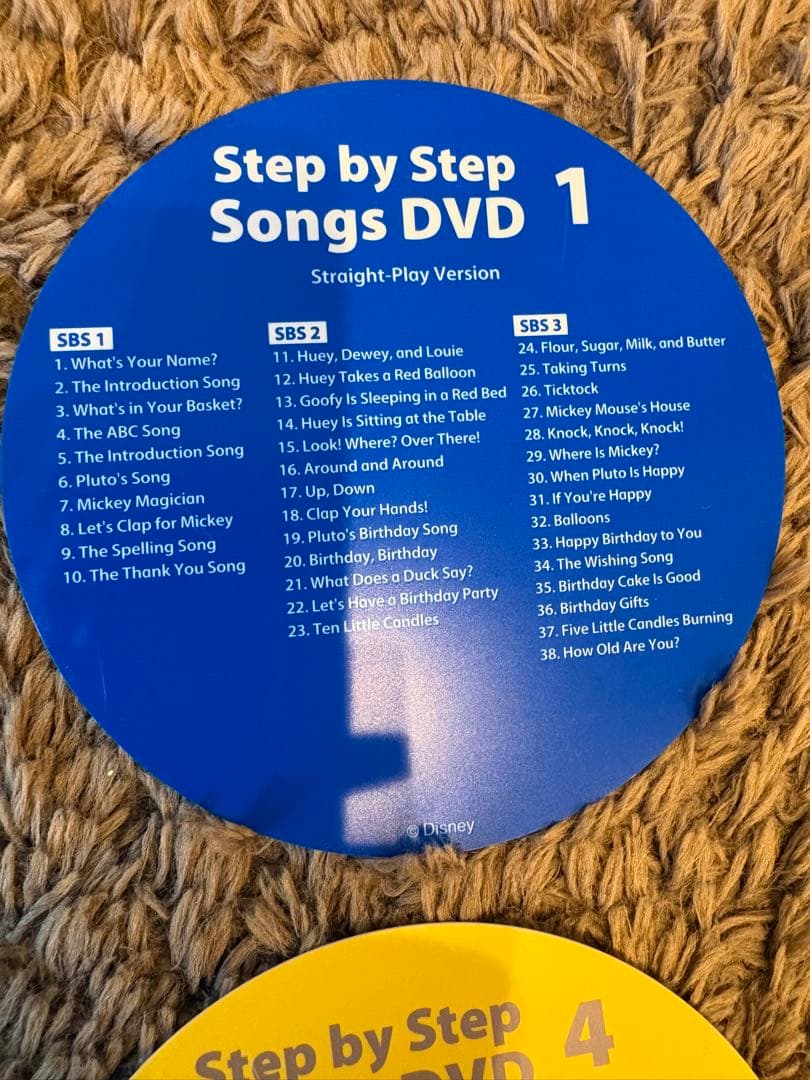 Step by Step
Songs DVD 1
Straight-Play Version
SBS 1
1. What's Your Name?
2. The Introduction Song
3. What's in Your Basket?
4. The ABC Song
5. The Introduction Song
6. Pluto's Song
7. Mickey Magician
8. Let's Clap for Mickey
9. The Spelling Song
10. The Thank You Song
SBS 2
11. Huey, Dewey, and Louie
12. Huey Takes a Red Balloon
13. Goofy Is Sleeping in a Red Bed
14. Huey Is Sitting at the Table
15. Look! Where? Over There!
16. Around and Around
17. Up, Down
18. Clap Your Hands!
19. Pluto's Birthday Song
20. Birthday, Birthday
21. What Does a Duck Say?
22. Let's Have a Birthday Party
23. Ten Little Candles
SBS 3
24. Flour, Sugar, Milk, and Butter
25. Taking Turns
26. Ticktock
27. Mickey Mouse's House
28. Knock, Knock, Knock!
29. Where Is Mickey?
30. When Pluto Is Happy
31. If You're Happy
32. Balloons
33. Happy Birthday to You
34. The Wishing Song
35. Birthday Cake Is Good
36. Birthday Gifts
37. Five Little Candles Burning
38. How Old Are You?
© Disney
Step by Step 4
DVD